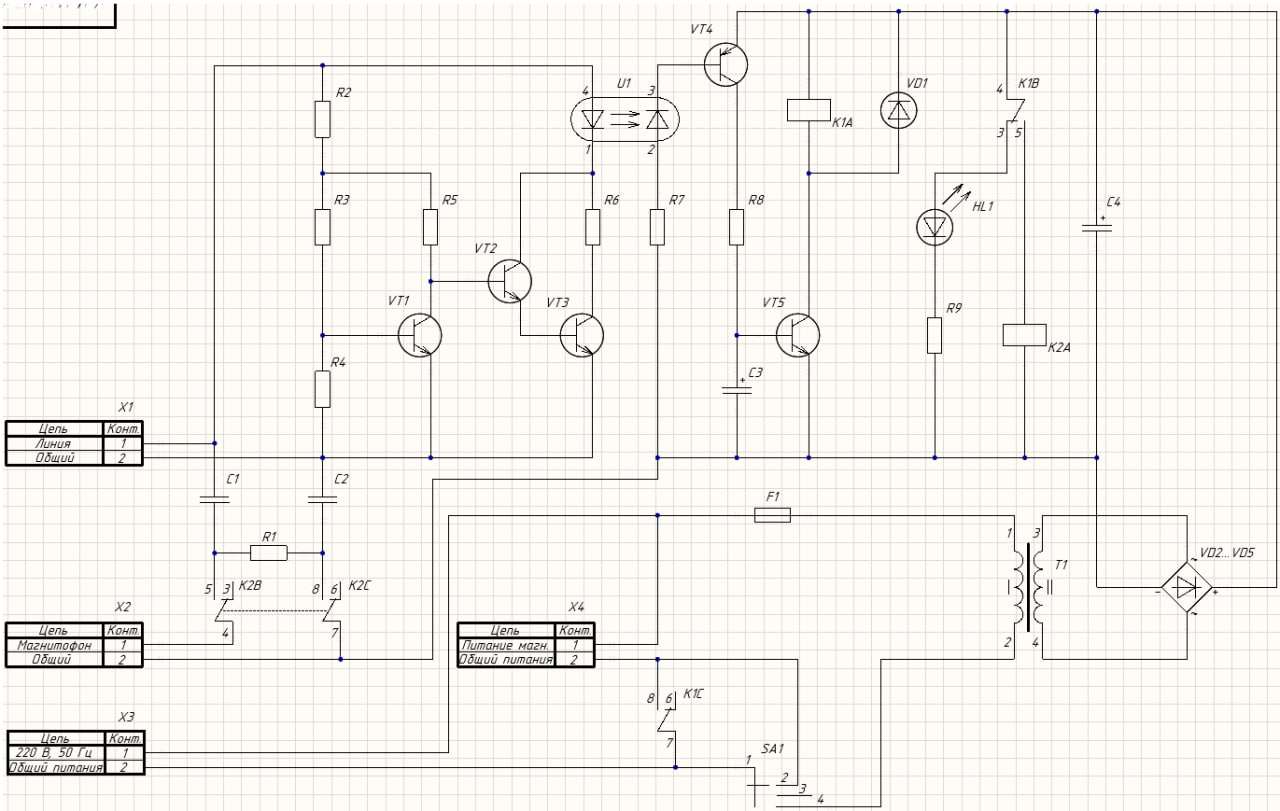 VT4
R2
4
U1
3
VD1
4
K1B
K1A
3
5
1
2
R3
R5
R6
R7
R8
HL1
C4
VT2
VT1
VT3
VT5
R9
K2A
R4
C3
X1
Цепь Конт.
Линия 1
Общий 2
C1
C2
F1
R1
1
3
T1
~
VD2...VD5
-
+
~
5
3
K2B
8
6
K2C
4
7
2
4
X2
Цепь Конт.
Магнитофон 1
Общий 2
X4
Цепь Конт.
Питание магн. 1
Общий питания 2
8
6
K1C
7
X3
Цепь Конт.
220 В, 50 Гц 1
Общий питания 2
SA1
1
2
3
4